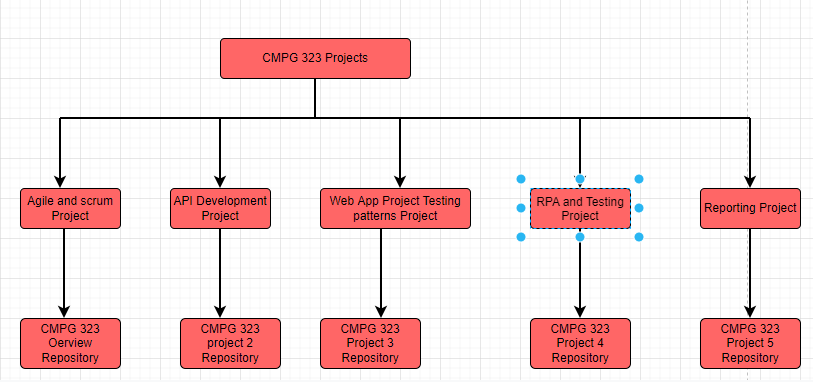 CMPG 323 Projects
Agile and scrum
Project
API Development
Project
Web App Project Testing
patterns Project
RPA and Testing
Project
Reporting Project
CMPG 323
Oerview
Repository
CMPG 323
project 2
Repository
CMPG 323
Project 3
Repository
CMPG 323
Project 4
Repository
CMPG 323
Project 5
Repository